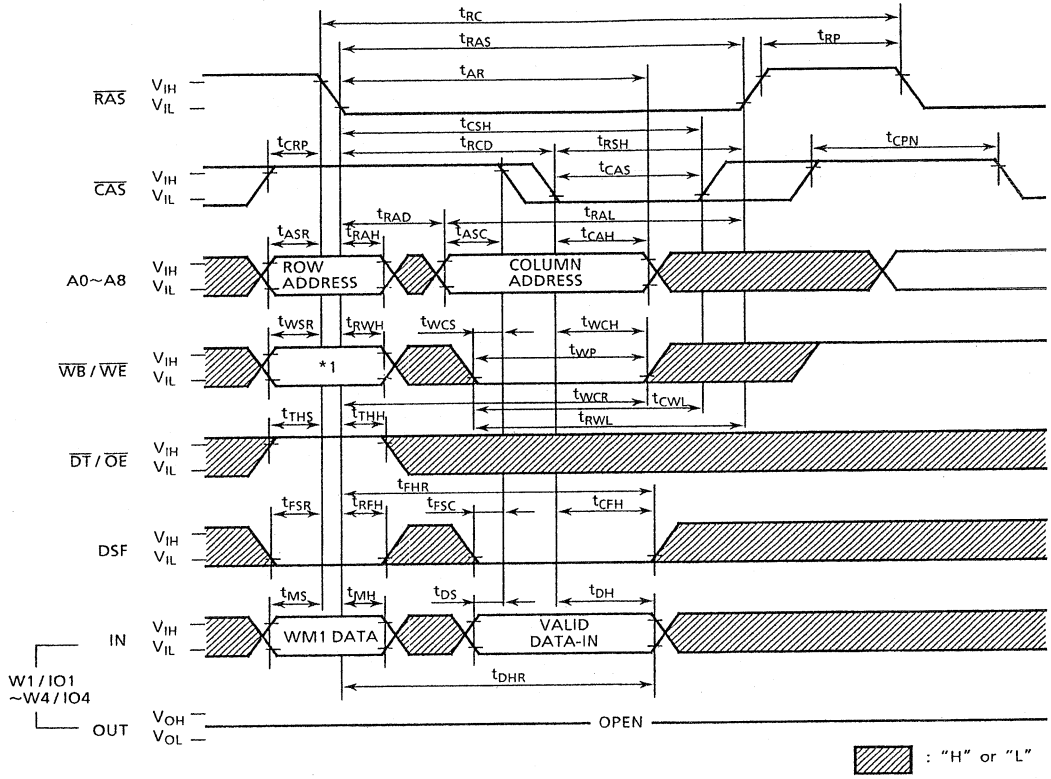 tRC
tRAS
tRP
tAR
RAS
VIH
VIL
tCSH
tCRP
tRCD
tRSH
tCPN
CAS
VIH
VIL
tCAS
tRAD
tRAL
tASR
tRAH
tASC
tCAH
A0~A8
VIH
VIL
ROW
ADDRESS
COLUMN
ADDRESS
tWSR
tRWH
tWCS
tWCH
WB / WE
VIH
VIL
*1
tWP
tWCR
tCWL
tTHS
tTHH
tRWL
DT / OE
VIH
VIL
tFHR
tFSR
tRFH
tFSC
tCFH
DSF
VIH
VIL
tMS
tMH
tDS
tDH
IN
VIH
VIL
WM1 DATA
VALID
DATA-IN
W1/IO1
~W4/IO4
tDHR
OUT
VOH
VOL
OPEN
: "H" or "L"